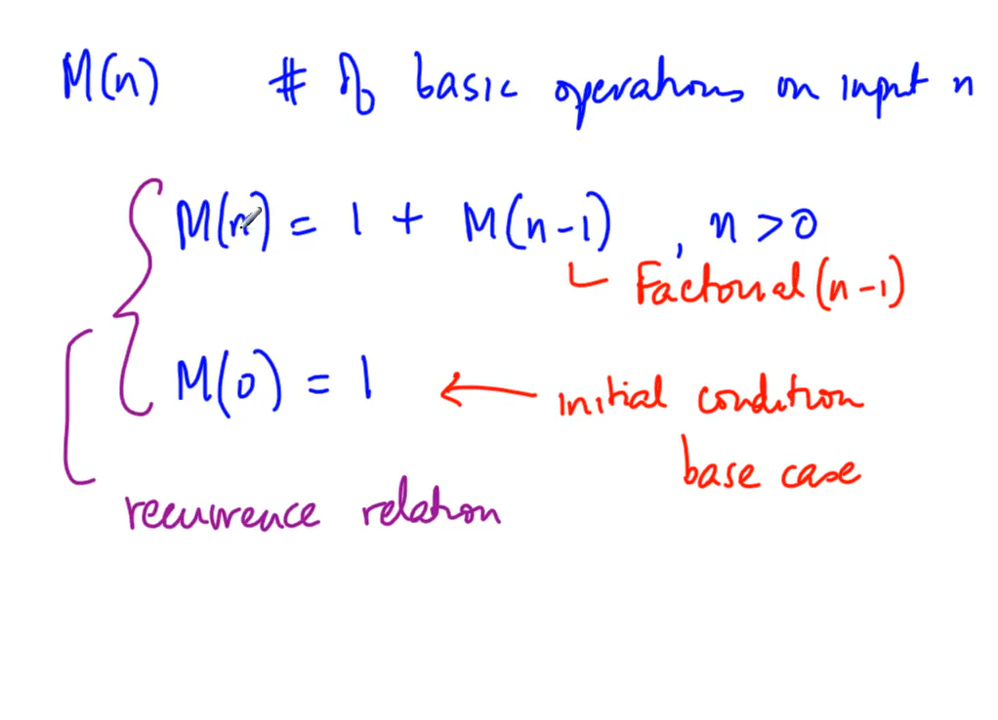 M(n) # of basic operations on input n
M(n) = 1 + M(n-1) , n > 0
Factorial (n-1)
M(0) = 1 ← initial condition
base case
recurrence relation